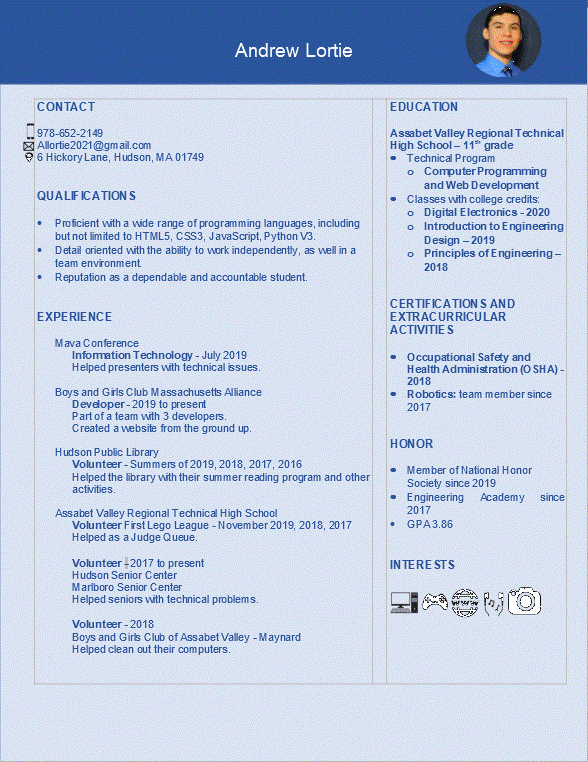 Andrew Lortie
CONTACT
978-652-2149
Allortie2021@gmail.com
6 Hickory Lane, Hudson, MA 01749
QUALIFICATIONS
• Proficient with a wide range of programming languages, including
but not limited to HTML5, CSS3, JavaScript, Python V3.
• Detail oriented with the ability to work independently, as well in a
team environment.
• Reputation as a dependable and accountable student.
EXPERIENCE
Mava Conference
Information Technology - July 2019
Helped presenters with technical issues.
Boys and Girls Club Massachusetts Alliance
Developer - 2019 to present
Part of a team with 3 developers.
Created a website from the ground up.
Hudson Public Library
Volunteer - Summers of 2019, 2018, 2017, 2016
Helped the library with their summer reading program and other
activities.
Assabet Valley Regional Technical High School
Volunteer First Lego League - November 2019, 2018, 2017
Helped as a Judge Queue.
Volunteer - 2017 to present
Hudson Senior Center
Marlboro Senior Center
Helped seniors with technical problems.
Volunteer - 2018
Boys and Girls Club of Assabet Valley - Maynard
Helped clean out their computers.
EDUCATION
Assabet Valley Regional Technical
High School – 11th grade
• Technical Program
o Computer Programming
and Web Development
• Classes with college credits:
o Digital Electronics - 2020
o Introduction to Engineering
Design – 2019
o Principles of Engineering –
2018
CERTIFICATIONS AND
EXTRACURRICULAR
ACTIVITIES
• Occupational Safety and
Health Administration (OSHA) -
2018
• Robotics: team member since
2017
HONOR
• Member of National Honor
Society since 2019
• Engineering Academy since
2017
• GPA 3.86
INTERESTS